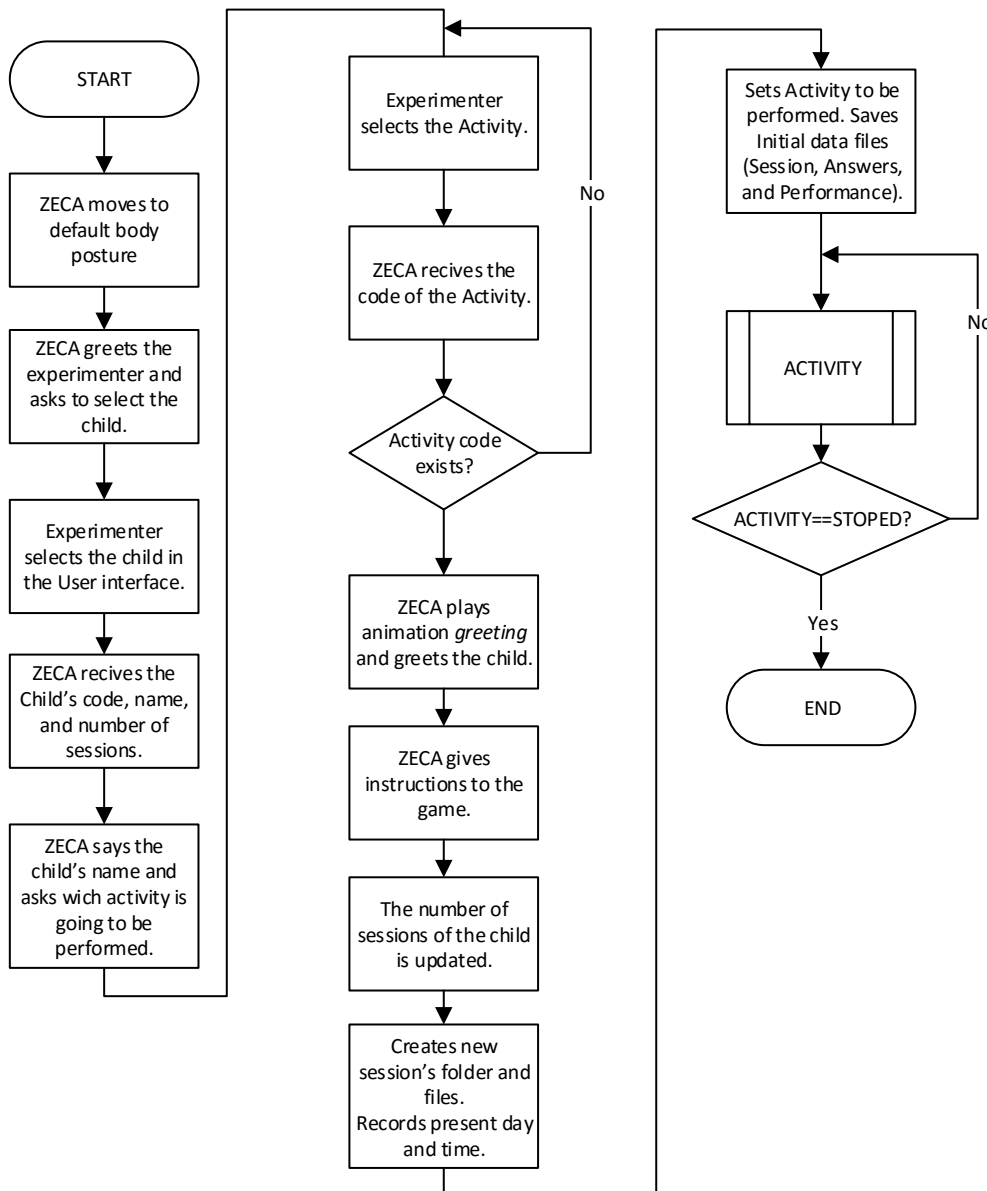 START
ZECA moves to
default body
posture
ZECA greets the
experimenter and
asks to select the
child.
Experimenter
selects the child in
the User interface.
ZECA recives the
Child’s code, name,
and number of
sessions.
ZECA says the
child’s name and
asks wich activity is
going to be
performed.
Experimenter
selects the Activity.
ZECA recives the
code of the Activity.
Activity code
exists?
No
ZECA plays
animation greeting
and greets the child.
ZECA gives
instructions to the
game.
The number of
sessions of the child
is updated.
Creates new
session’s folder and
files.
Records present day
and time.
Sets Activity to be
performed. Saves
Initial data files
(Session, Answers,
and Performance).
ACTIVITY
ACTIVITY==STOPED?
No
Yes
END